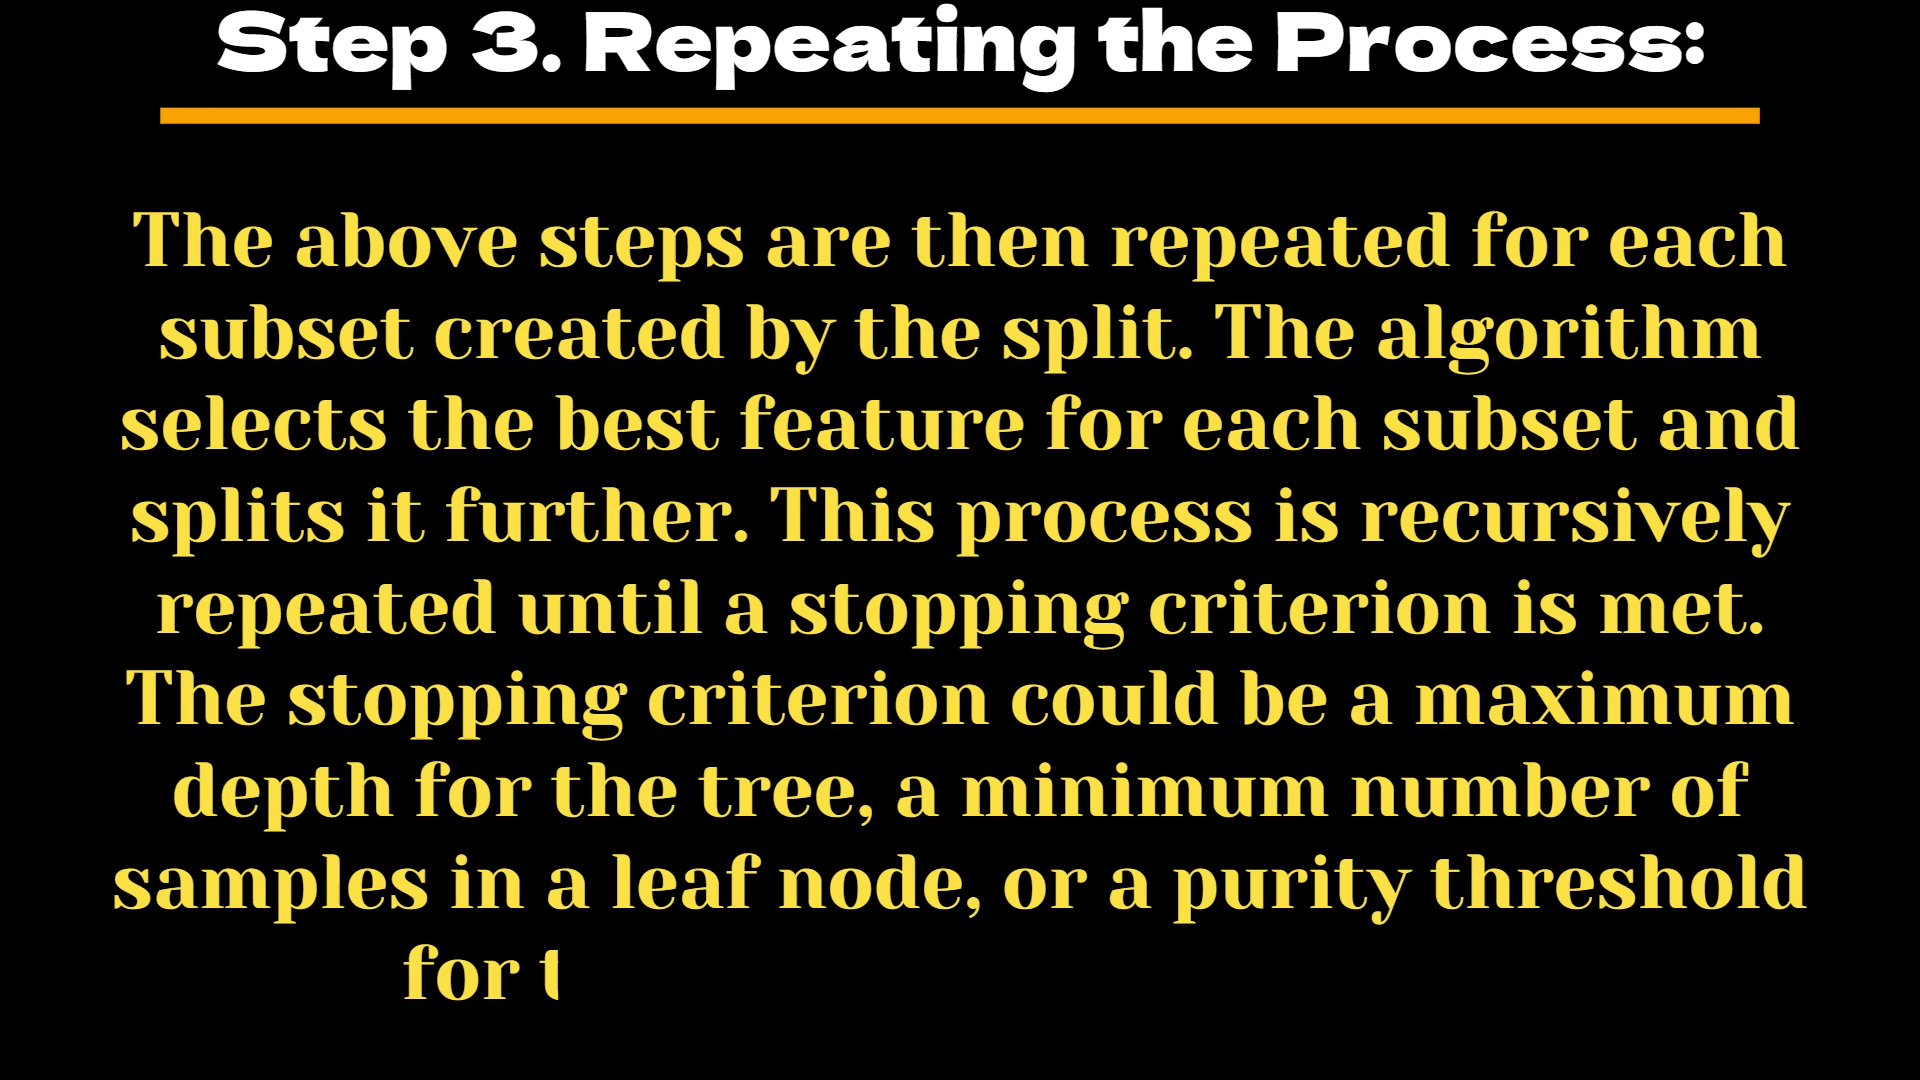 Step 3. Repeating the Process:
The above steps are then repeated for each
subset created by the split. The algorithm
selects the best feature for each subset and
splits it further. This process is recursively
repeated until a stopping criterion is met.
The stopping criterion could be a maximum
depth for the tree, a minimum number of
samples in a leaf node, or a purity threshold
for t